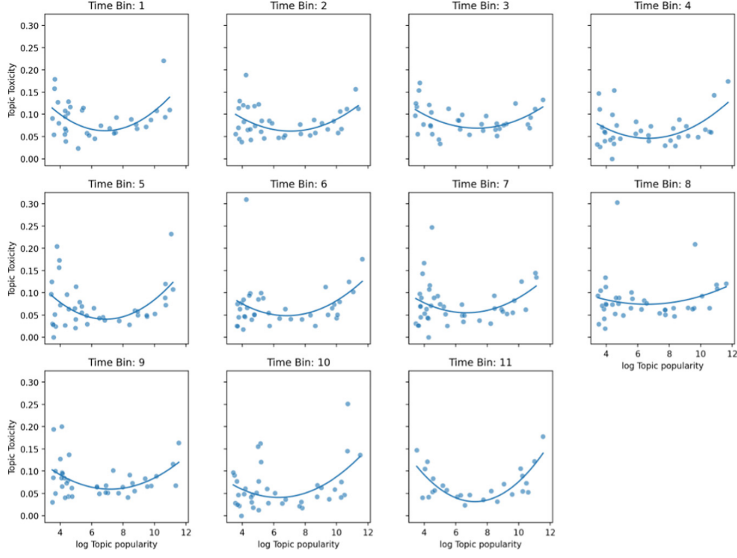 Time Bin: 1
Time Bin: 2
Time Bin: 3
Time Bin: 4
0.30
0.25
0.20
0.15
0.10
0.05
0.00
Topic Toxicity
Time Bin: 5
Time Bin: 6
Time Bin: 7
Time Bin: 8
0.30
0.25
0.20
0.15
0.10
0.05
0.00
Topic Toxicity
4 6 8 10 12
log Topic popularity
Time Bin: 9
Time Bin: 10
Time Bin: 11
0.30
0.25
0.20
0.15
0.10
0.05
0.00
Topic Toxicity
4 6 8 10 12
4 6 8 10 12
4 6 8 10 12
log Topic popularity
log Topic popularity
log Topic popularity